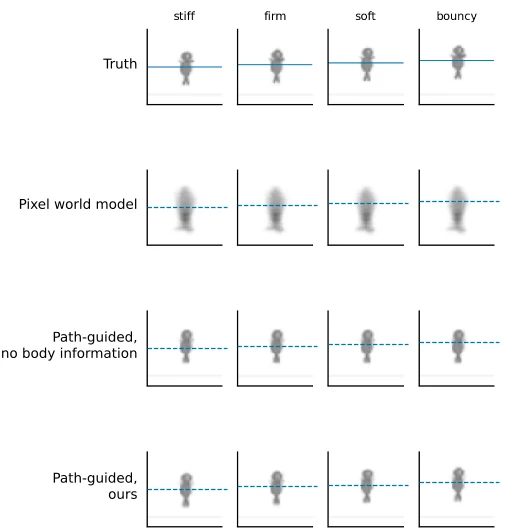 stiff firm soft bouncy
Truth
Pixel world model
Path-guided,
no body information
Path-guided,
ours